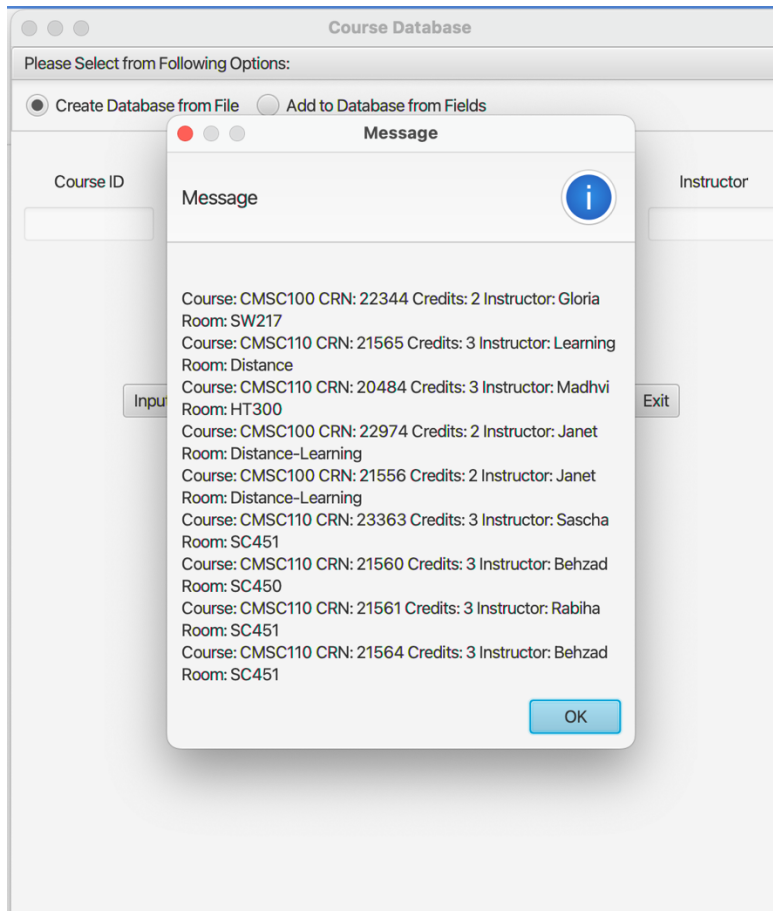 Course Database
Please Select from Following Options:
Create Database from File Add to Database from Fields
Message
Course ID
Instructor
Message
i
Course: CMSC100 CRN: 22344 Credits: 2 Instructor: Gloria
Room: SW217
Course: CMSC110 CRN: 21565 Credits: 3 Instructor: Learning
Room: Distance
Course: CMSC110 CRN: 20484 Credits: 3 Instructor: Madhvi
Room: HT300
Course: CMSC100 CRN: 22974 Credits: 2 Instructor: Janet
Room: Distance-Learning
Course: CMSC100 CRN: 21556 Credits: 2 Instructor: Janet
Room: Distance-Learning
Course: CMSC110 CRN: 23363 Credits: 3 Instructor: Sascha
Room: SC451
Course: CMSC110 CRN: 21560 Credits: 3 Instructor: Behzad
Room: SC450
Course: CMSC110 CRN: 21561 Credits: 3 Instructor: Rabiha
Room: SC451
Course: CMSC110 CRN: 21564 Credits: 3 Instructor: Behzad
Room: SC451
Exit
OK